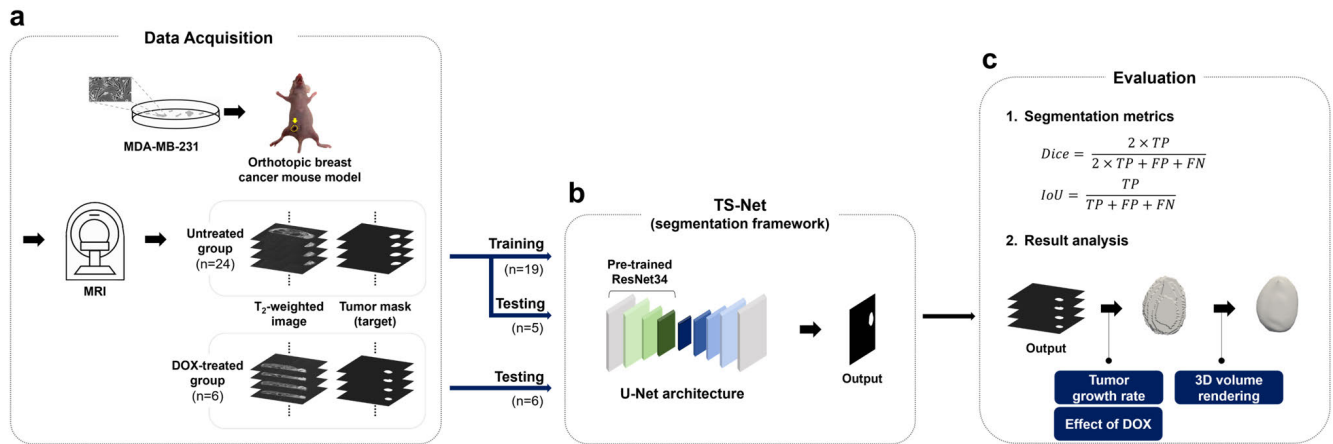 a
Data Acquisition
MDA-MB-231
Orthotopic breast
cancer mouse model
MRI
Untreated
group
(n=24)
T2-weighted
image
Tumor mask
(target)
DOX-treated
group
(n=6)
Training
(n=19)
Testing
(n=5)
Testing
(n=6)
b
TS-Net
(segmentation framework)
Pre-trained
ResNet34
U-Net architecture
Output
c
Evaluation
1. Segmentation metrics
Dice = 2 × TP / 2 × TP + FP + FN
IoU = TP / TP + FP + FN
2. Result analysis
Output
Tumor
growth rate
Effect of DOX
3D volume
rendering